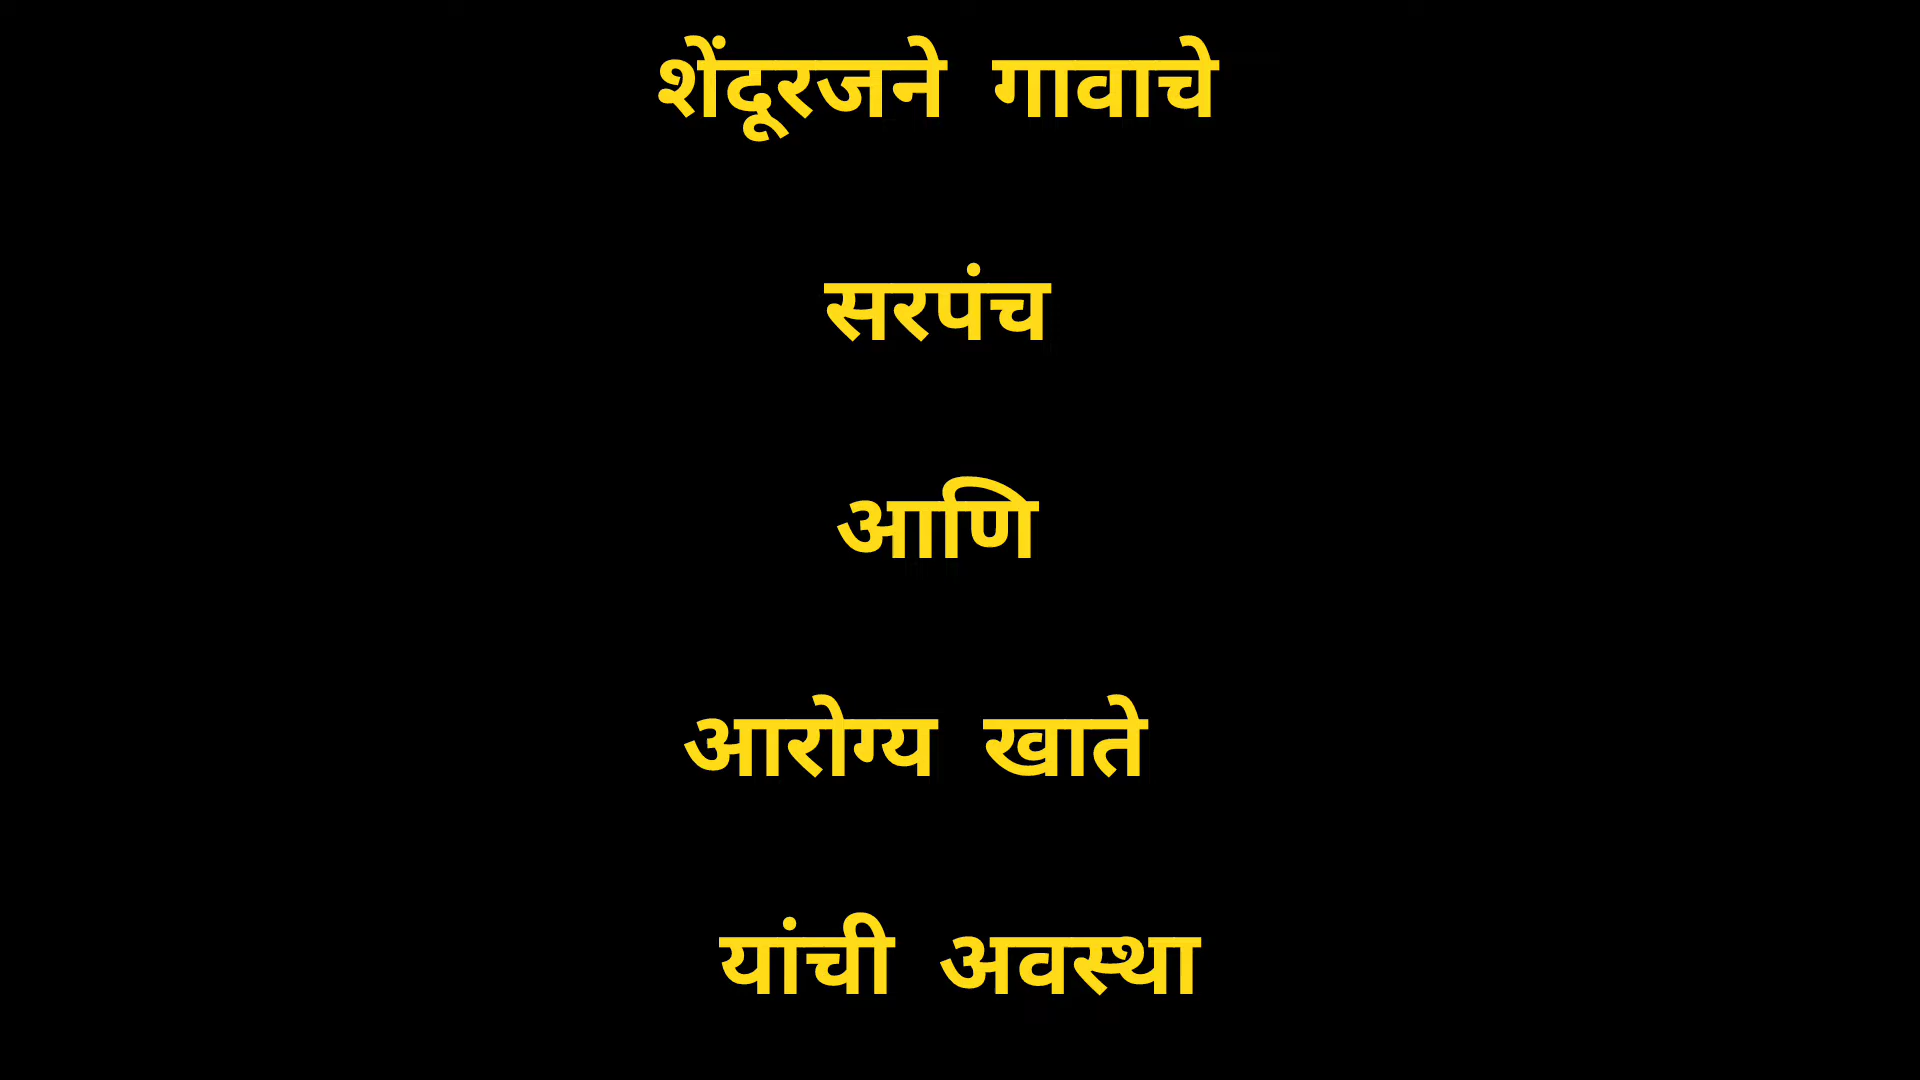 शेंदूरजने गावाचे
सरपंच
आणि
आरोग्य खाते
यांची अवस्था